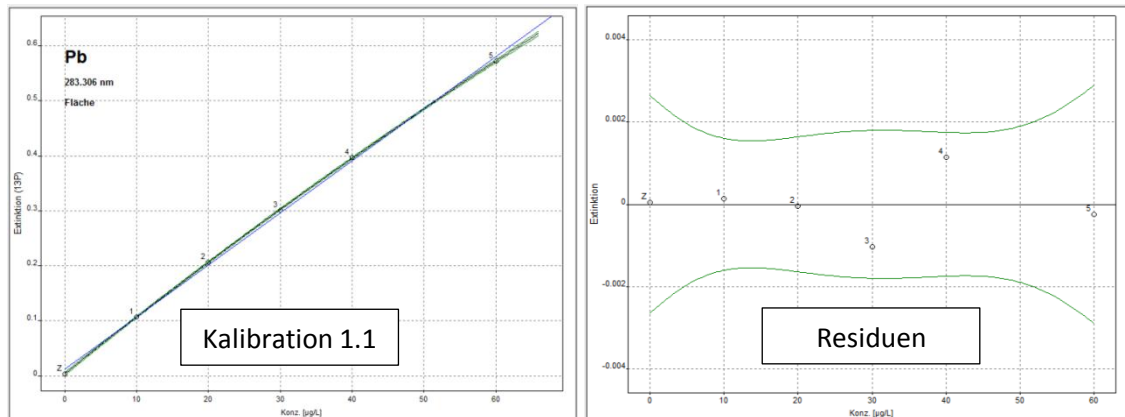 Pb
283.306 nm
Fläche
Extinktion (13P)
0.6
0.5
0.4
0.3
0.2
0.1
0
Z
1
2
3
4
5
Kalibration 1.1
0 10 20 30 40 50 60
Konz. [µg/L]
Extinktion
0.004
0.002
0
-0.002
-0.004
Z
1
2
3
4
5
Residuen
0 10 20 30 40 50 60
Konz. [µg/L]